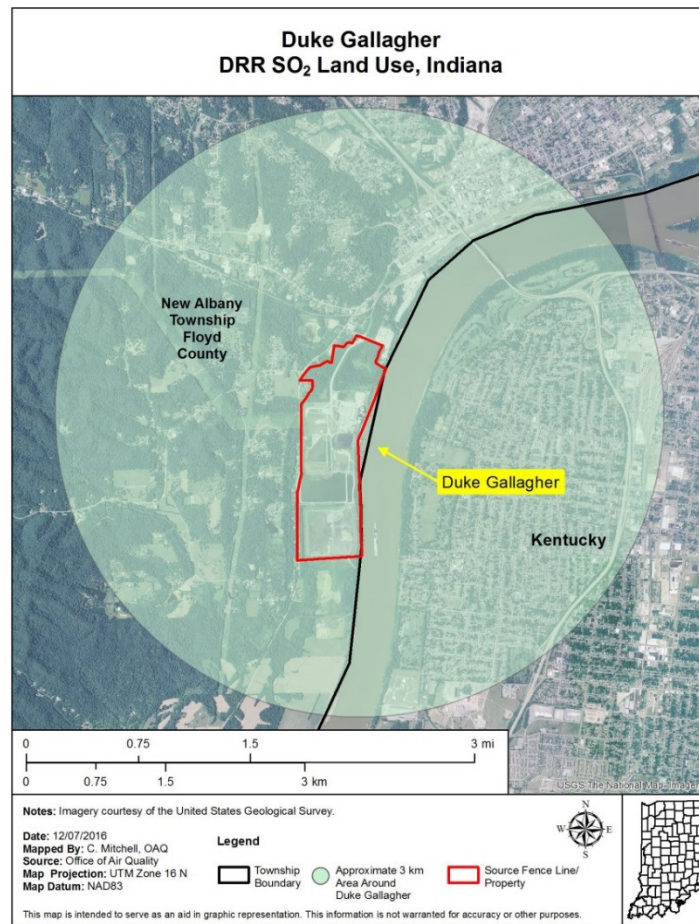 Duke Gallagher
DRR SO₂ Land Use, Indiana
New Albany
Township
Floyd
County
Duke Gallagher
Kentucky
0 0.75 1.5 3 mi
0 0.75 1.5 3 km
USGS The National Map: Imagery
Notes: Imagery courtesy of the United States Geological Survey.
Date: 12/07/2016
Mapped By: C. Mitchell, OAQ
Source: Office of Air Quality
Map Projection: UTM Zone 16 N
Map Datum: NAD83
Legend
Township
Boundary
Approximate 3 km
Area Around
Duke Gallagher
Source Fence Line/
Property
N
W E
S
This map is intended to serve as an aid in graphic representation. This information is not warranted for accuracy or other purposes.